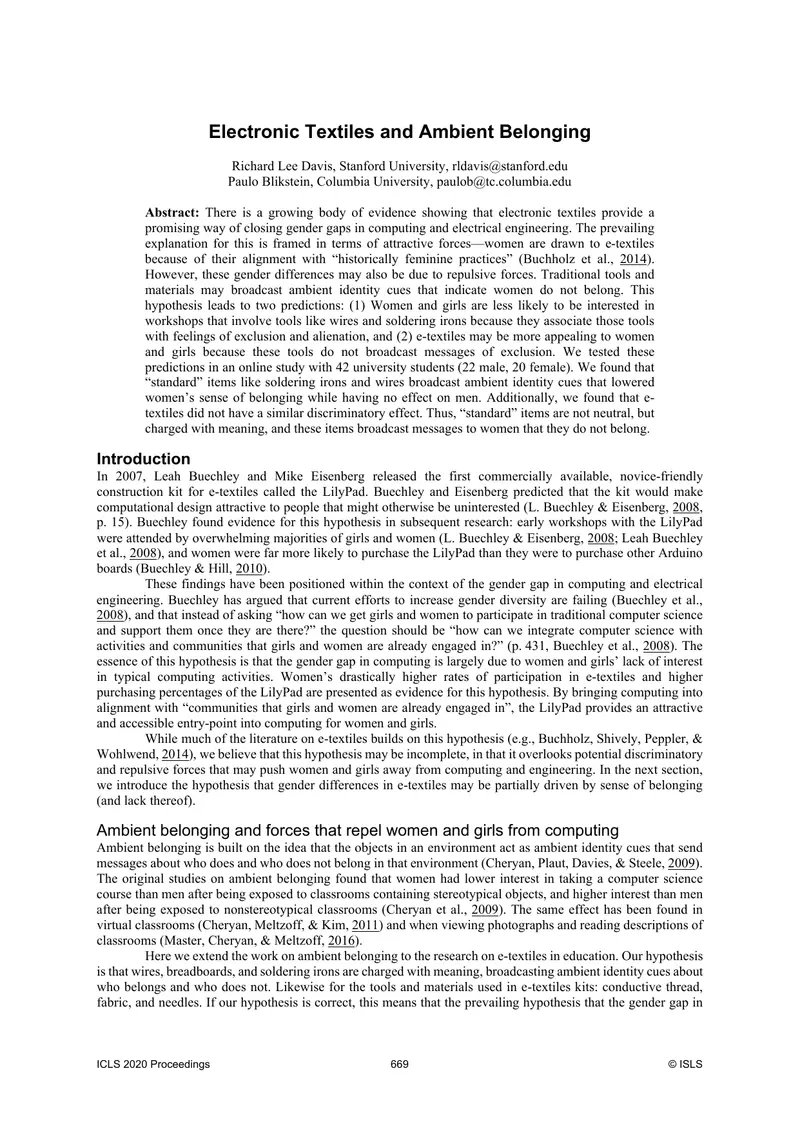 Electronic Textiles and Ambient Belonging
Richard Lee Davis, Stanford University, rldavis@stanford.edu
Paulo Blikstein, Columbia University, paulob@tc.columbia.edu
Abstract: There is a growing body of evidence showing that electronic textiles provide a
promising way of closing gender gaps in computing and electrical engineering. The prevailing
explanation for this is framed in terms of attractive forces—women are drawn to e-textiles
because of their alignment with “historically feminine practices” (Buchholz et al., 2014).
However, these gender differences may also be due to repulsive forces. Traditional tools and
materials may broadcast ambient identity cues that indicate women do not belong. This
hypothesis leads to two predictions: (1) Women and girls are less likely to be interested in
workshops that involve tools like wires and soldering irons because they associate those tools
with feelings of exclusion and alienation, and (2) e-textiles may be more appealing to women
and girls because these tools do not broadcast messages of exclusion. We tested these
predictions in an online study with 42 university students (22 male, 20 female). We found that
“standard” items like soldering irons and wires broadcast ambient identity cues that lowered
women’s sense of belonging while having no effect on men. Additionally, we found that e-
textiles did not have a similar discriminatory effect. Thus, “standard” items are not neutral, but
charged with meaning, and these items broadcast messages to women that they do not belong.
Introduction
In 2007, Leah Buechley and Mike Eisenberg released the first commercially available, novice-friendly
construction kit for e-textiles called the LilyPad. Buechley and Eisenberg predicted that the kit would make
computational design attractive to people that might otherwise be uninterested (L. Buechley & Eisenberg, 2008,
p. 15). Buechley found evidence for this hypothesis in subsequent research: early workshops with the LilyPad
were attended by overwhelming majorities of girls and women (L. Buechley & Eisenberg, 2008; Leah Buechley
et al., 2008), and women were far more likely to purchase the LilyPad than they were to purchase other Arduino
boards (Buechley & Hill, 2010).
These findings have been positioned within the context of the gender gap in computing and electrical
engineering. Buechley has argued that current efforts to increase gender diversity are failing (Buechley et al.,
2008), and that instead of asking “how can we get girls and women to participate in traditional computer science
and support them once they are there?” the question should be “how can we integrate computer science with
activities and communities that girls and women are already engaged in?” (p. 431, Buechley et al., 2008). The
essence of this hypothesis is that the gender gap in computing is largely due to women and girls’ lack of interest
in typical computing activities. Women’s drastically higher rates of participation in e-textiles and higher
purchasing percentages of the LilyPad are presented as evidence for this hypothesis. By bringing computing into
alignment with “communities that girls and women are already engaged in”, the LilyPad provides an attractive
and accessible entry-point into computing for women and girls.
While much of the literature on e-textiles builds on this hypothesis (e.g., Buchholz, Shively, Peppler, &
Wohlwend, 2014), we believe that this hypothesis may be incomplete, in that it overlooks potential discriminatory
and repulsive forces that may push women and girls away from computing and engineering. In the next section,
we introduce the hypothesis that gender differences in e-textiles may be partially driven by sense of belonging
(and lack thereof).
Ambient belonging and forces that repel women and girls from computing
Ambient belonging is built on the idea that the objects in an environment act as ambient identity cues that send
messages about who does and who does not belong in that environment (Cheryan, Plaut, Davies, & Steele, 2009).
The original studies on ambient belonging found that women had lower interest in taking a computer science
course than men after being exposed to classrooms containing stereotypical objects, and higher interest than men
after being exposed to nonstereotypical classrooms (Cheryan et al., 2009). The same effect has been found in
virtual classrooms (Cheryan, Meltzoff, & Kim, 2011) and when viewing photographs and reading descriptions of
classrooms (Master, Cheryan, & Meltzoff, 2016).
Here we extend the work on ambient belonging to the research on e-textiles in education. Our hypothesis
is that wires, breadboards, and soldering irons are charged with meaning, broadcasting ambient identity cues about
who belongs and who does not. Likewise for the tools and materials used in e-textiles kits: conductive thread,
fabric, and needles. If our hypothesis is correct, this means that the prevailing hypothesis that the gender gap in
ICLS 2020 Proceedings
669
© ISLS